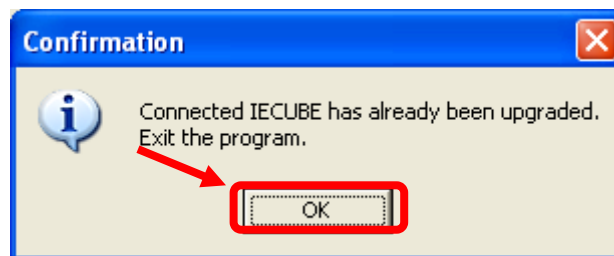 Confirmation
Connected IECUBE has already been upgraded.
Exit the program.
OK